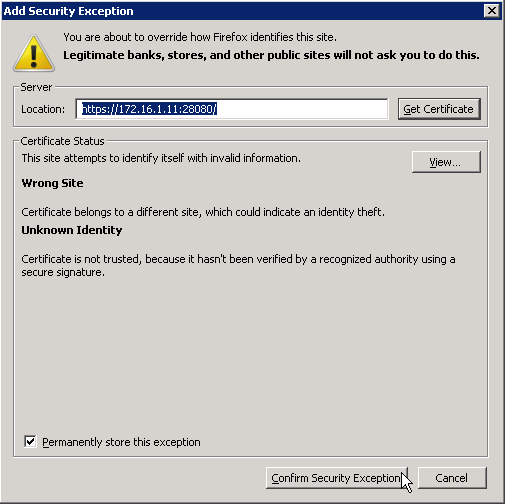 Add Security Exception
You are about to override how Firefox identifies this site.
Legitimate banks, stores, and other public sites will not ask you to do this.
Server
Location: https://172.16.1.11:28080/ Get Certificate
Certificate Status
This site attempts to identify itself with invalid information. View...
Wrong Site
Certificate belongs to a different site, which could indicate an identity theft.
Unknown Identity
Certificate is not trusted, because it hasn't been verified by a recognized authority using a
secure signature.
Permanently store this exception
Confirm Security Exception Cancel